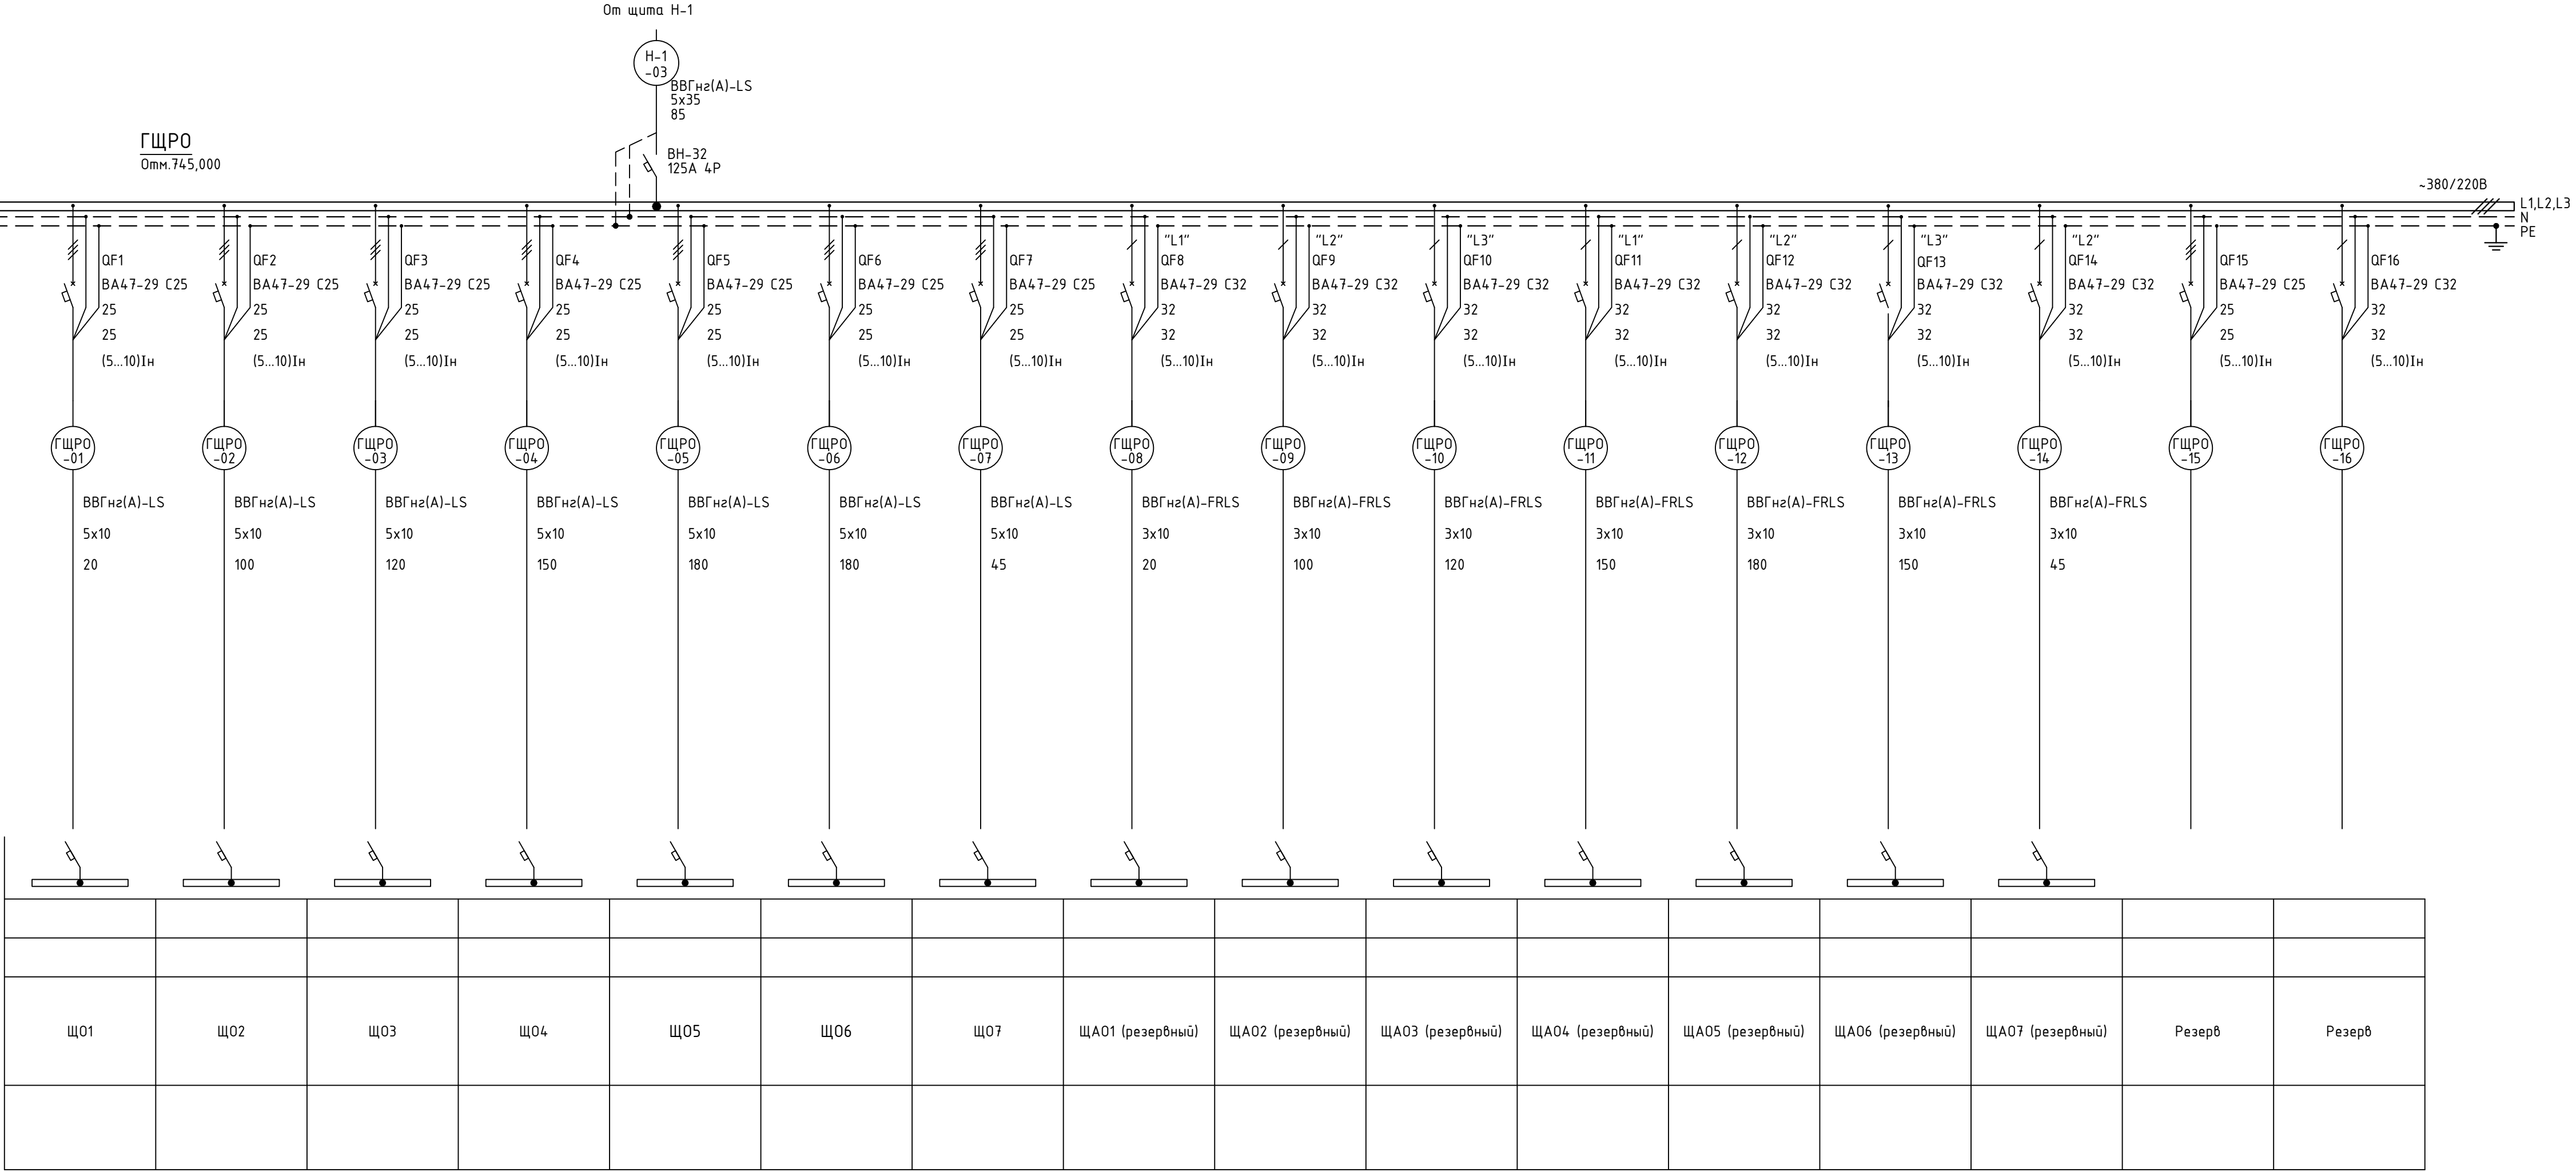 От щита Н-1
Н-1
-03
ВВГнг(А)-LS
5х35
85
ГЩРО
Отм.745,000
ВН-32
125А 4Р
~380/220В
L1,L2,L3
N
PE
"L1" "L2" "L3" "L1" "L2" "L3" "L2"
QF1 QF2 QF3 QF4 QF5 QF6 QF7 QF8 QF9 QF10 QF11 QF12 QF13 QF14 QF15 QF16
ВА47-29 С25 ВА47-29 С25 ВА47-29 С25 ВА47-29 С25 ВА47-29 С25 ВА47-29 С25 ВА47-29 С25 ВА47-29 С32 ВА47-29 С32 ВА47-29 С32 ВА47-29 С32 ВА47-29 С32 ВА47-29 С32 ВА47-29 С32 ВА47-29 С25 ВА47-29 С32
25 25 25 25 25 25 25 32 32 32 32 32 32 32 25 32
25 25 25 25 25 25 25 32 32 32 32 32 32 32 25 32
(5...10)Iн (5...10)Iн (5...10)Iн (5...10)Iн (5...10)Iн (5...10)Iн (5...10)Iн (5...10)Iн (5...10)Iн (5...10)Iн (5...10)Iн (5...10)Iн (5...10)Iн (5...10)Iн (5...10)Iн (5...10)Iн
ГЩРО ГЩРО ГЩРО ГЩРО ГЩРО ГЩРО ГЩРО ГЩРО ГЩРО ГЩРО ГЩРО ГЩРО ГЩРО ГЩРО ГЩРО ГЩРО
-01 -02 -03 -04 -05 -06 -07 -08 -09 -10 -11 -12 -13 -14 -15 -16
ВВГнг(А)-LS ВВГнг(А)-LS ВВГнг(А)-LS ВВГнг(А)-LS ВВГнг(А)-LS ВВГнг(А)-LS ВВГнг(А)-LS ВВГнг(А)-FRLS ВВГнг(А)-FRLS ВВГнг(А)-FRLS ВВГнг(А)-FRLS ВВГнг(А)-FRLS ВВГнг(А)-FRLS ВВГнг(А)-FRLS
5х10 5х10 5х10 5х10 5х10 5х10 5х10 3х10 3х10 3х10 3х10 3х10 3х10 3х10
20 100 120 150 180 180 45 20 100 120 150 180 150 45
ЩО1 ЩО2 ЩО3 ЩО4 ЩО5 ЩО6 ЩО7 ЩАО1 (резервный) ЩАО2 (резервный) ЩАО3 (резервный) ЩАО4 (резервный) ЩАО5 (резервный) ЩАО6 (резервный) ЩАО7 (резервный) Резерв Резерв